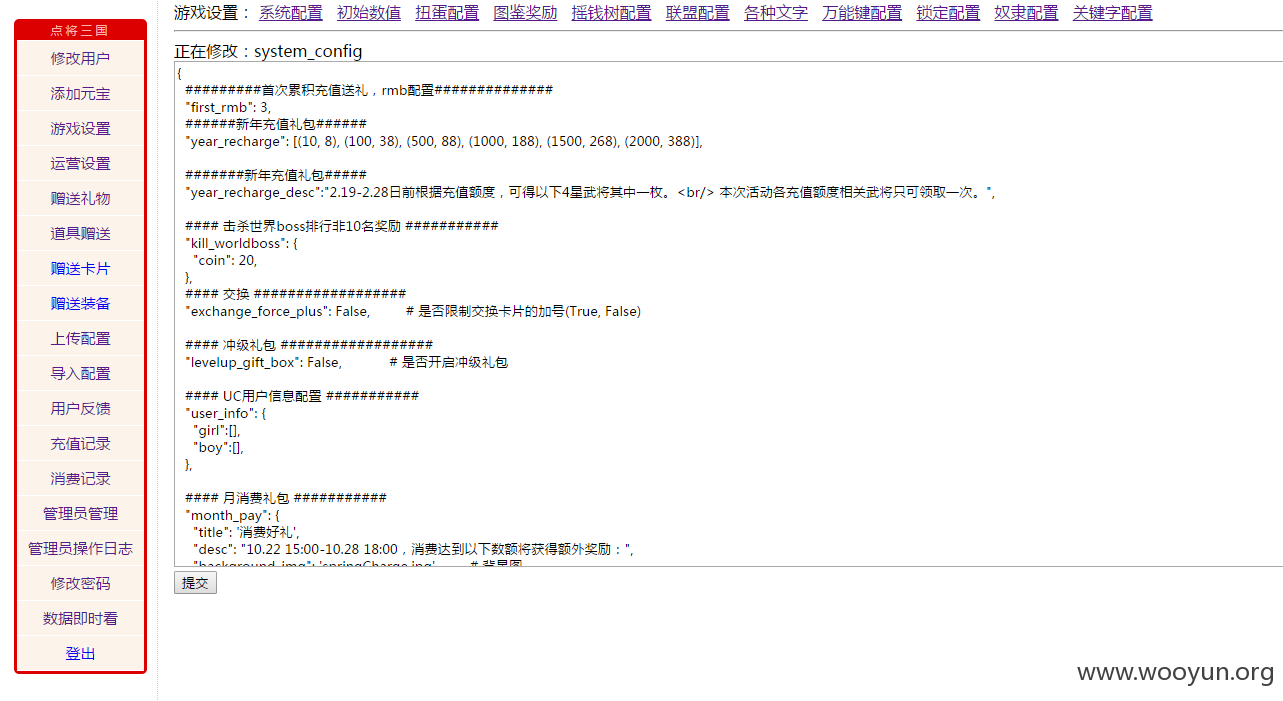 点将三国
修改用户
添加元宝
游戏设置
运营设置
赠送礼物
道具赠送
赠送卡片
赠送装备
上传配置
导入配置
用户反馈
充值记录
消费记录
管理员管理
管理员操作日志
修改密码
数据即时看
登出
游戏设置： 系统配置 初始数值 扭蛋配置 图鉴奖励 摇钱树配置 联盟配置 各种文字 万能键配置 锁定配置 奴隶配置 关键字配置
正在修改：system_config
{
#########首次累积充值送礼，rmb配置##############
"first_rmb": 3,
######新年充值礼包######
"year_recharge": [(10, 8), (100, 38), (500, 88), (1000, 188), (1500, 268), (2000, 388)],
#######新年充值礼包#####
"year_recharge_desc":"2.19-2.28日前根据充值额度，可得以下4星武将其中一枚。<br/> 本次活动各充值额度相关武将只可领取一次。",
#### 击杀世界boss排行非10名奖励 ###########
"kill_worldboss": {
"coin": 20,
},
#### 交换 ##################
"exchange_force_plus": False, # 是否限制交换卡片的加号(True, False)
#### 冲级礼包 ##################
"levelup_gift_box": False, # 是否开启冲级礼包
#### UC用户信息配置 ###########
"user_info": {
"girl":[],
"boy":[],
},
#### 月消费礼包 ###########
"month_pay": {
"title": '消费好礼',
"desc": "10.22 15:00-10.28 18:00，消费达到以下数额将获得额外奖励：",
"background_img": 'springCharge.jpg', # 背景图
提交
www.wooyun.org